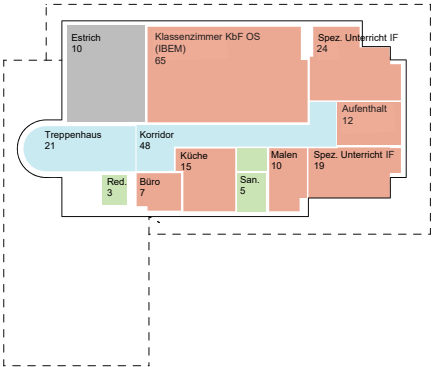 Estrich
10
Klassenzimmer KbF OS
(IBEM)
65
Spez. Unterricht IF
24
Aufenthalt
12
Treppenhaus
21
Korridor
48
Küche
15
Malen
10
Spez. Unterricht IF
19
Red.
3
Büro
7
San.
5